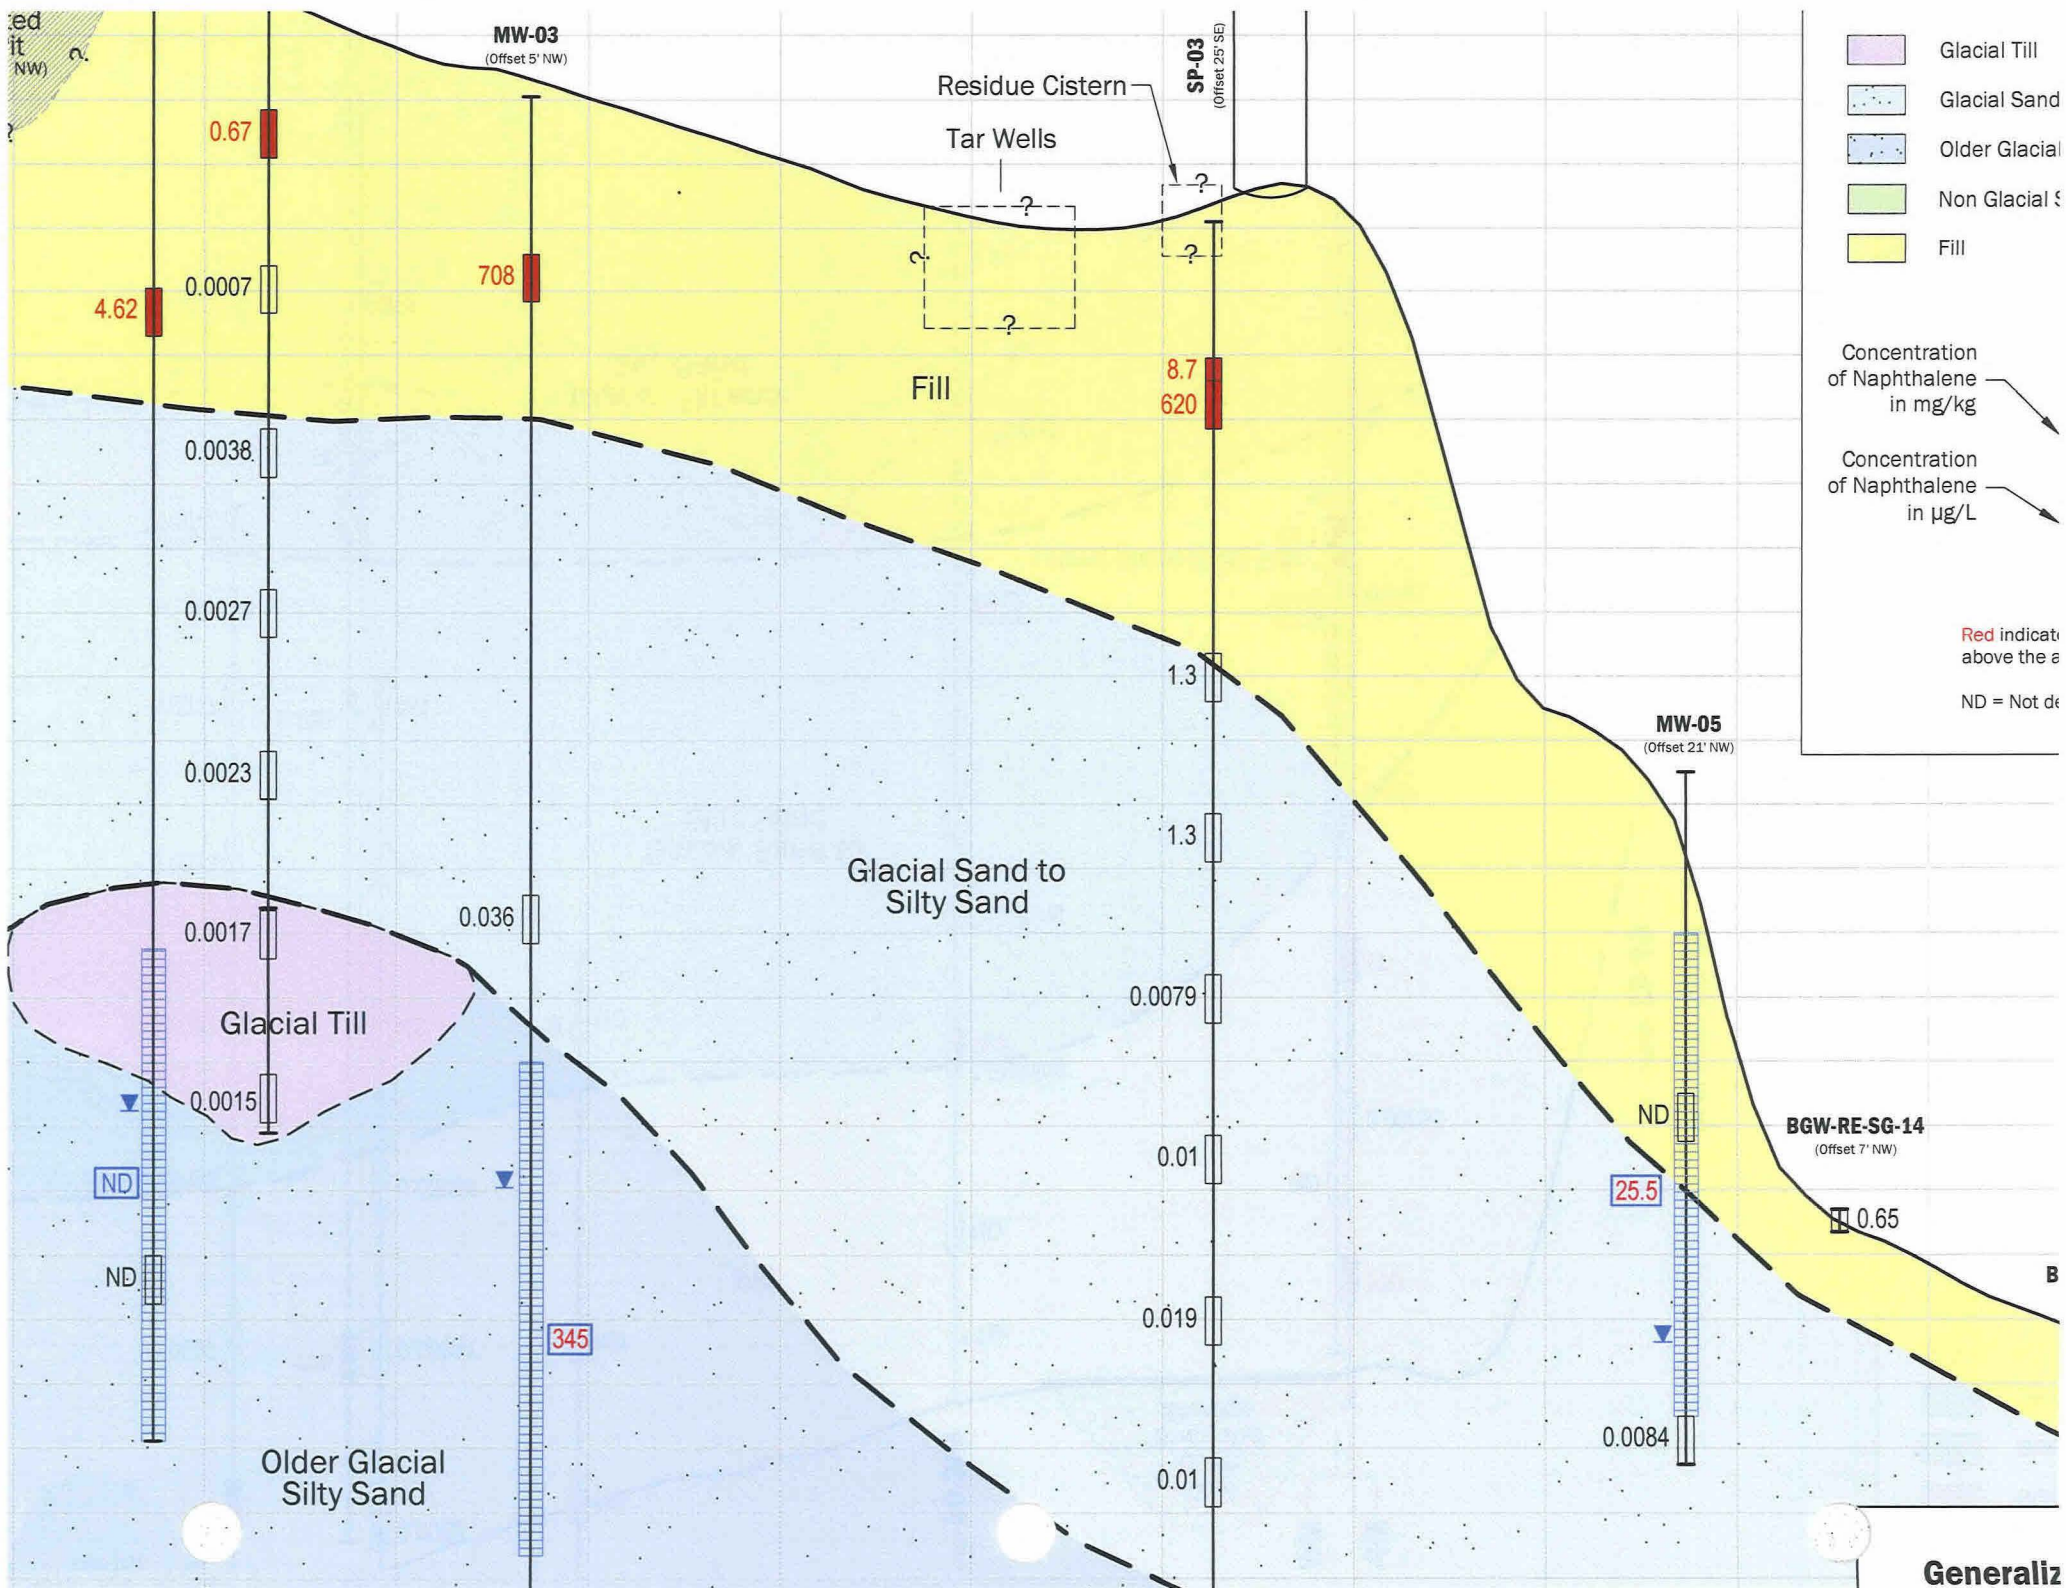 ed
it
NW)
?
?
MW-03
(Offset 5' NW)
SP-03
(Offset 25' SE)
Residue Cistern
Tar Wells
?
?
?
?
?
0.67
0.0007
4.62
708
8.7
620
Fill
0.0038
0.0027
0.0023
0.0017
0.0015
0.036
1.3
1.3
0.0079
0.01
0.019
0.01
Glacial Sand to
Silty Sand
Glacial Till
ND
ND
345
Older Glacial
Silty Sand
MW-05
(Offset 21' NW)
ND
25.5
0.0084
BGW-RE-SG-14
(Offset 7' NW)
0.65
B
Glacial Till
Glacial Sand
Older Glacial
Non Glacial S
Fill
Concentration
of Naphthalene
in mg/kg
Concentration
of Naphthalene
in µg/L
Red indicate
above the a
ND = Not de
Generaliz